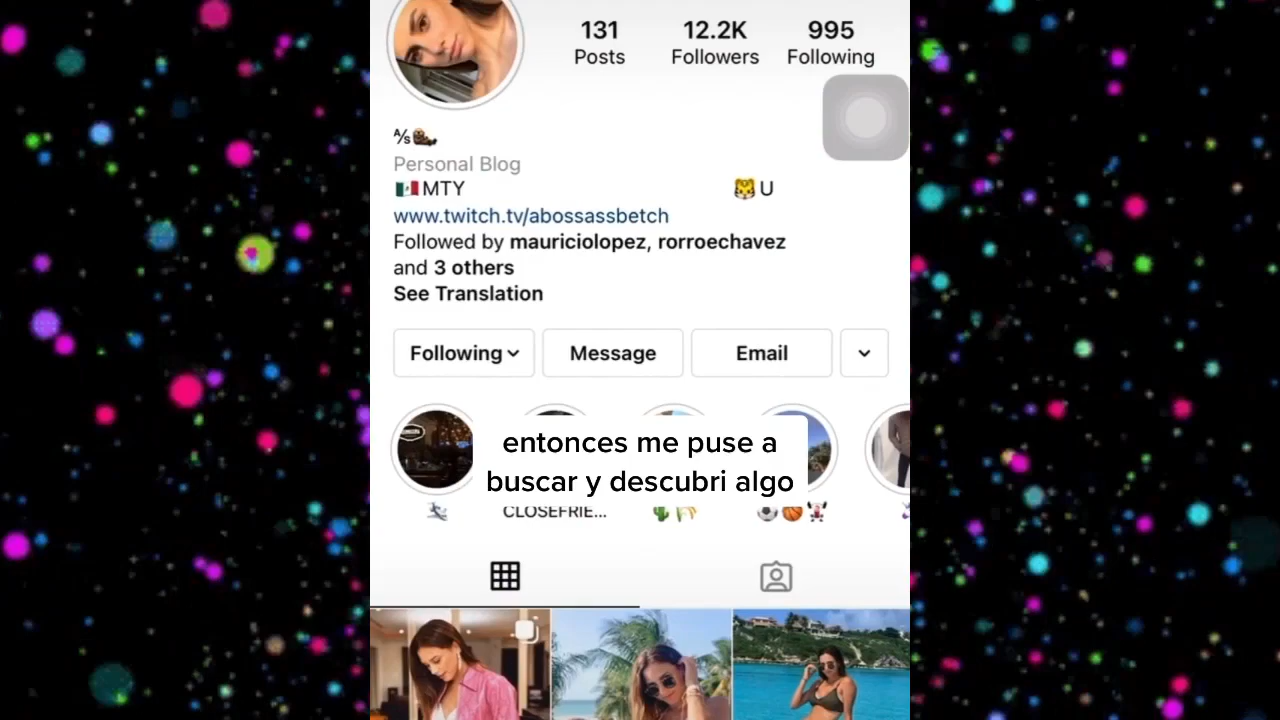 131 12.2K 995
Posts Followers Following
A/s
Personal Blog
MTY U
www.twitch.tv/abossassbetch
Followed by mauriciolopez, rorroechavez
and 3 others
See Translation
Following Message Email
entonces me puse a
buscar y descubri algo
CLOSEFRIE...